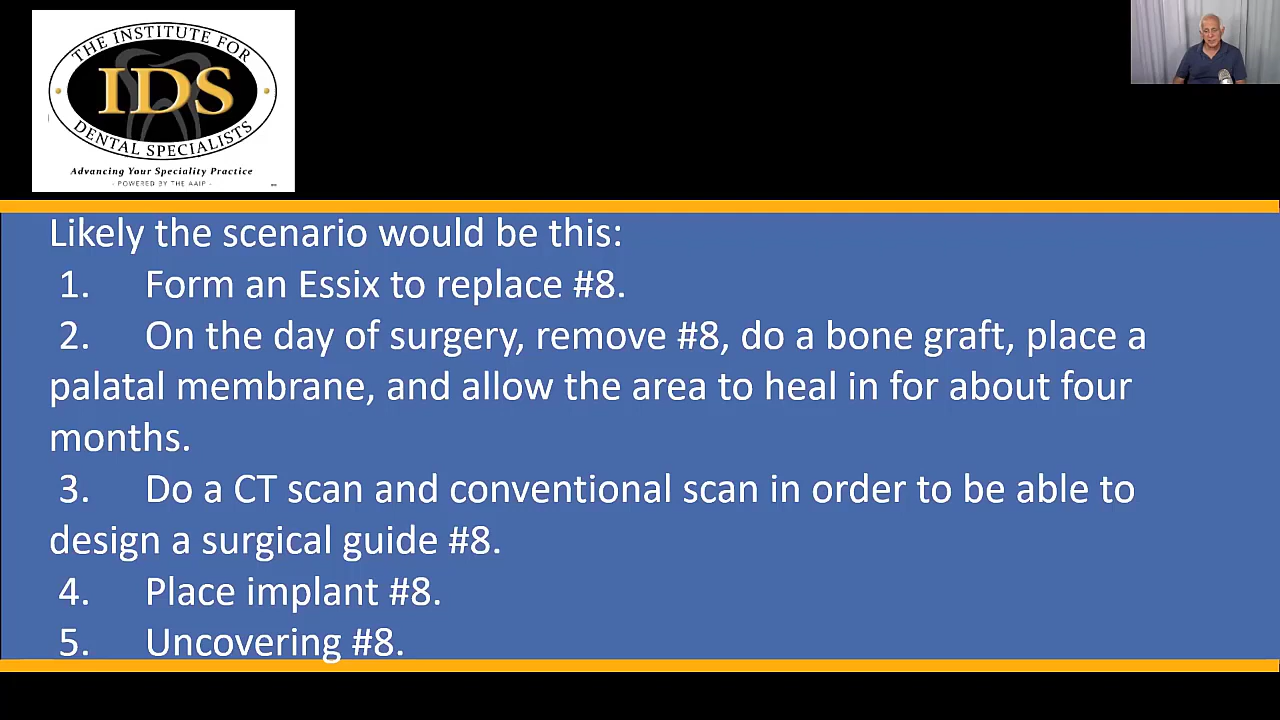 THE INSTITUTE FOR
IDS
DENTAL SPECIALISTS
Advancing Your Speciality Practice
- POWERED BY THE AAIP -
Likely the scenario would be this:
1. Form an Essix to replace #8.
2. On the day of surgery, remove #8, do a bone graft, place a
palatal membrane, and allow the area to heal in for about four
months.
3. Do a CT scan and conventional scan in order to be able to
design a surgical guide #8.
4. Place implant #8.
5. Uncovering #8.